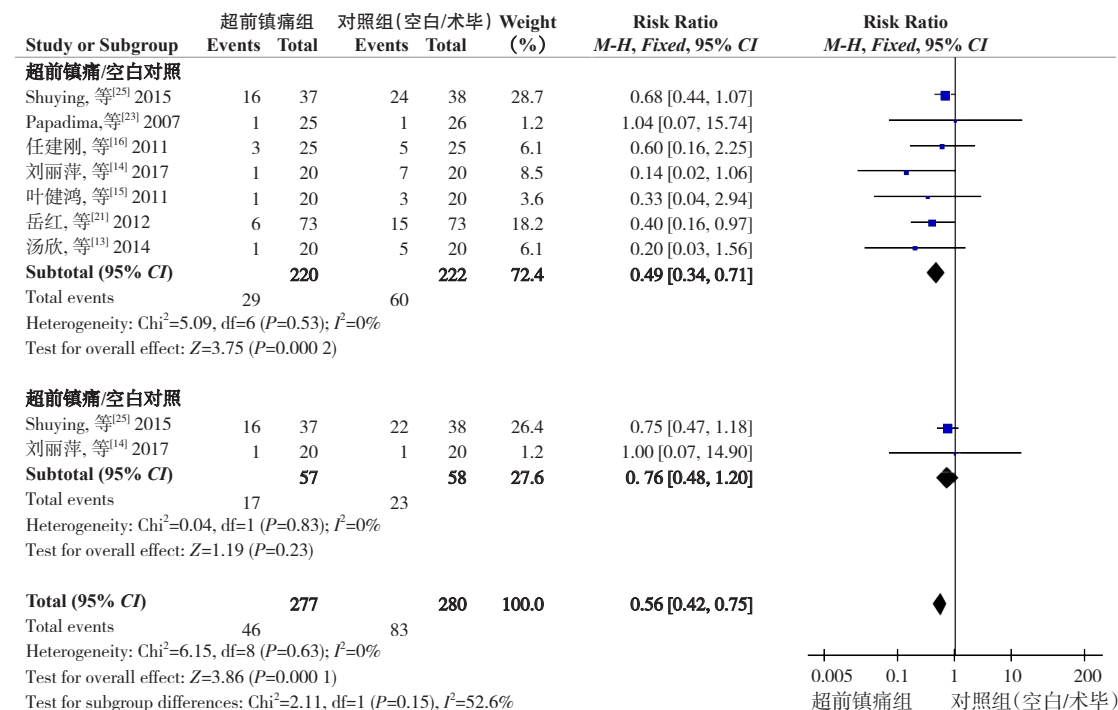 超前镇痛组 对照组(空白/术毕) Weight Risk Ratio Risk Ratio
Study or Subgroup Events Total Events Total (%) M-H, Fixed, 95% CI M-H, Fixed, 95% CI
超前镇痛/空白对照
Shuying, 等[25] 2015 16 37 24 38 28.7 0.68 [0.44, 1.07]
Papadima,等[23] 2007 1 25 1 26 1.2 1.04 [0.07, 15.74]
任建刚, 等[16] 2011 3 25 5 25 6.1 0.60 [0.16, 2.25]
刘丽萍, 等[14] 2017 1 20 7 20 8.5 0.14 [0.02, 1.06]
叶健鸿, 等[15] 2011 1 20 3 20 3.6 0.33 [0.04, 2.94]
岳红, 等[21] 2012 6 73 15 73 18.2 0.40 [0.16, 0.97]
汤欣, 等[13] 2014 1 20 5 20 6.1 0.20 [0.03, 1.56]
Subtotal (95% CI) 220 222 72.4 0.49 [0.34, 0.71]
Total events 29 60
Heterogeneity: Chi²=5.09, df=6 (P=0.53); I²=0%
Test for overall effect: Z=3.75 (P=0.000 2)
超前镇痛/空白对照
Shuying, 等[25] 2015 16 37 22 38 26.4 0.75 [0.47, 1.18]
刘丽萍, 等[14] 2017 1 20 1 20 1.2 1.00 [0.07, 14.90]
Subtotal (95% CI) 57 58 27.6 0. 76 [0.48, 1.20]
Total events 17 23
Heterogeneity: Chi²=0.04, df=1 (P=0.83); I²=0%
Test for overall effect: Z=1.19 (P=0.23)
Total (95% CI) 277 280 100.0 0.56 [0.42, 0.75]
Total events 46 83
Heterogeneity: Chi²=6.15, df=8 (P=0.63); I²=0%
Test for overall effect: Z=3.86 (P=0.000 1)
Test for subgroup differences: Chi²=2.11, df=1 (P=0.15), I²=52.6%
0.005 0.1 1 10 200
超前镇痛组 对照组(空白/术毕)